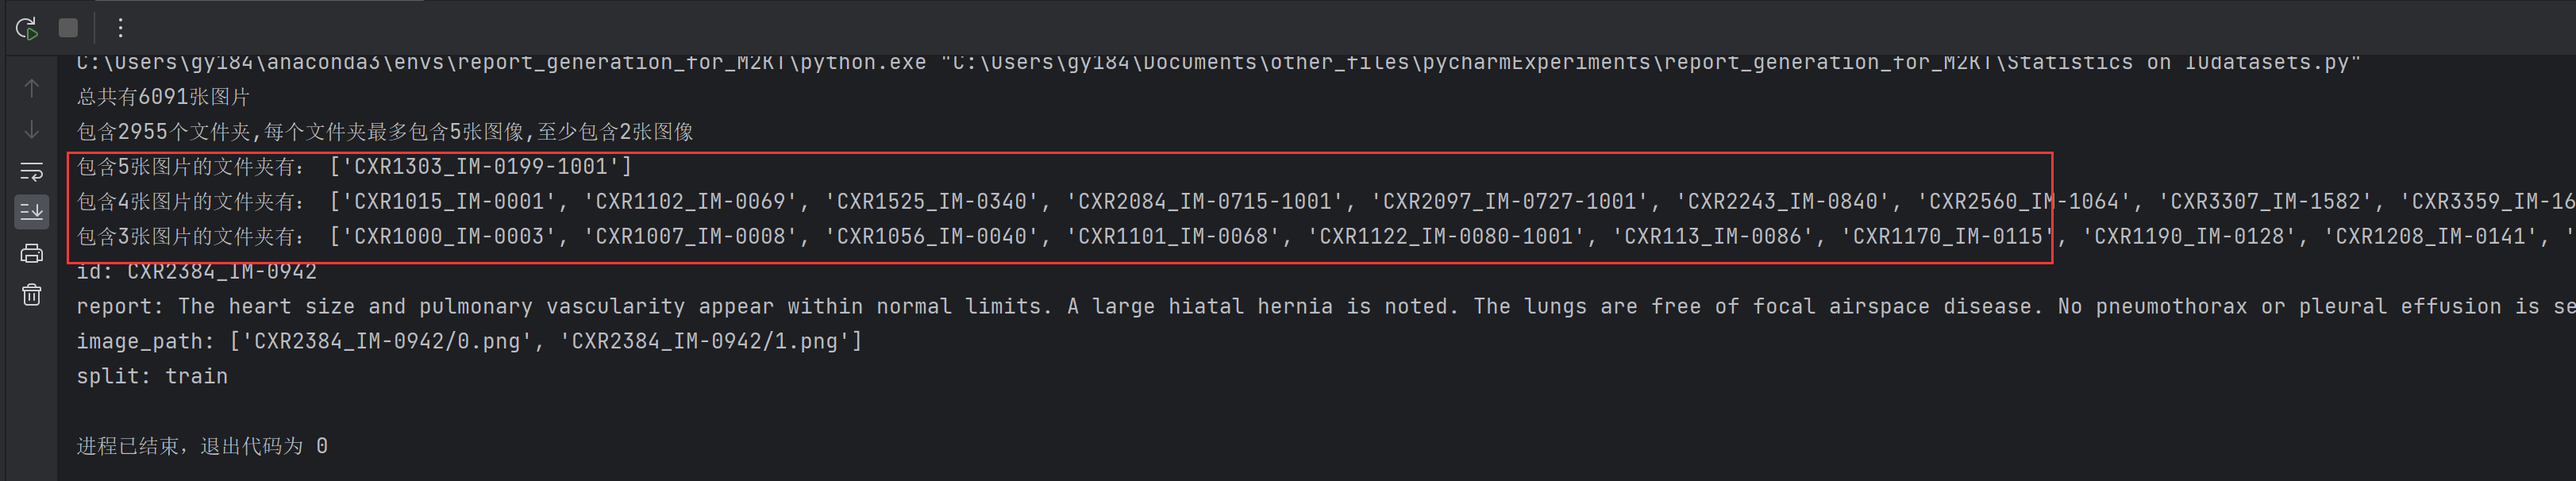 C:\Users\gy184\anaconda3\envs\report_generation_for_M2KT\python.exe "C:\Users\gy184\Documents\other_files\pycharmExperiments\report_generation_for_M2KT\Statistics on IUdatasets.py"
总共有6091张图片
包含2955个文件夹,每个文件夹最多包含5张图像,至少包含2张图像
包含5张图片的文件夹有： ['CXR1303_IM-0199-1001']
包含4张图片的文件夹有： ['CXR1015_IM-0001', 'CXR1102_IM-0069', 'CXR1525_IM-0340', 'CXR2084_IM-0715-1001', 'CXR2097_IM-0727-1001', 'CXR2243_IM-0840', 'CXR2560_IM-1064', 'CXR3307_IM-1582', 'CXR3359_IM-16
包含3张图片的文件夹有： ['CXR1000_IM-0003', 'CXR1007_IM-0008', 'CXR1056_IM-0040', 'CXR1101_IM-0068', 'CXR1122_IM-0080-1001', 'CXR113_IM-0086', 'CXR1170_IM-0115', 'CXR1190_IM-0128', 'CXR1208_IM-0141', '
id: CXR2384_IM-0942
report: The heart size and pulmonary vascularity appear within normal limits. A large hiatal hernia is noted. The lungs are free of focal airspace disease. No pneumothorax or pleural effusion is se
image_path: ['CXR2384_IM-0942/0.png', 'CXR2384_IM-0942/1.png']
split: train
进程已结束，退出代码为 0